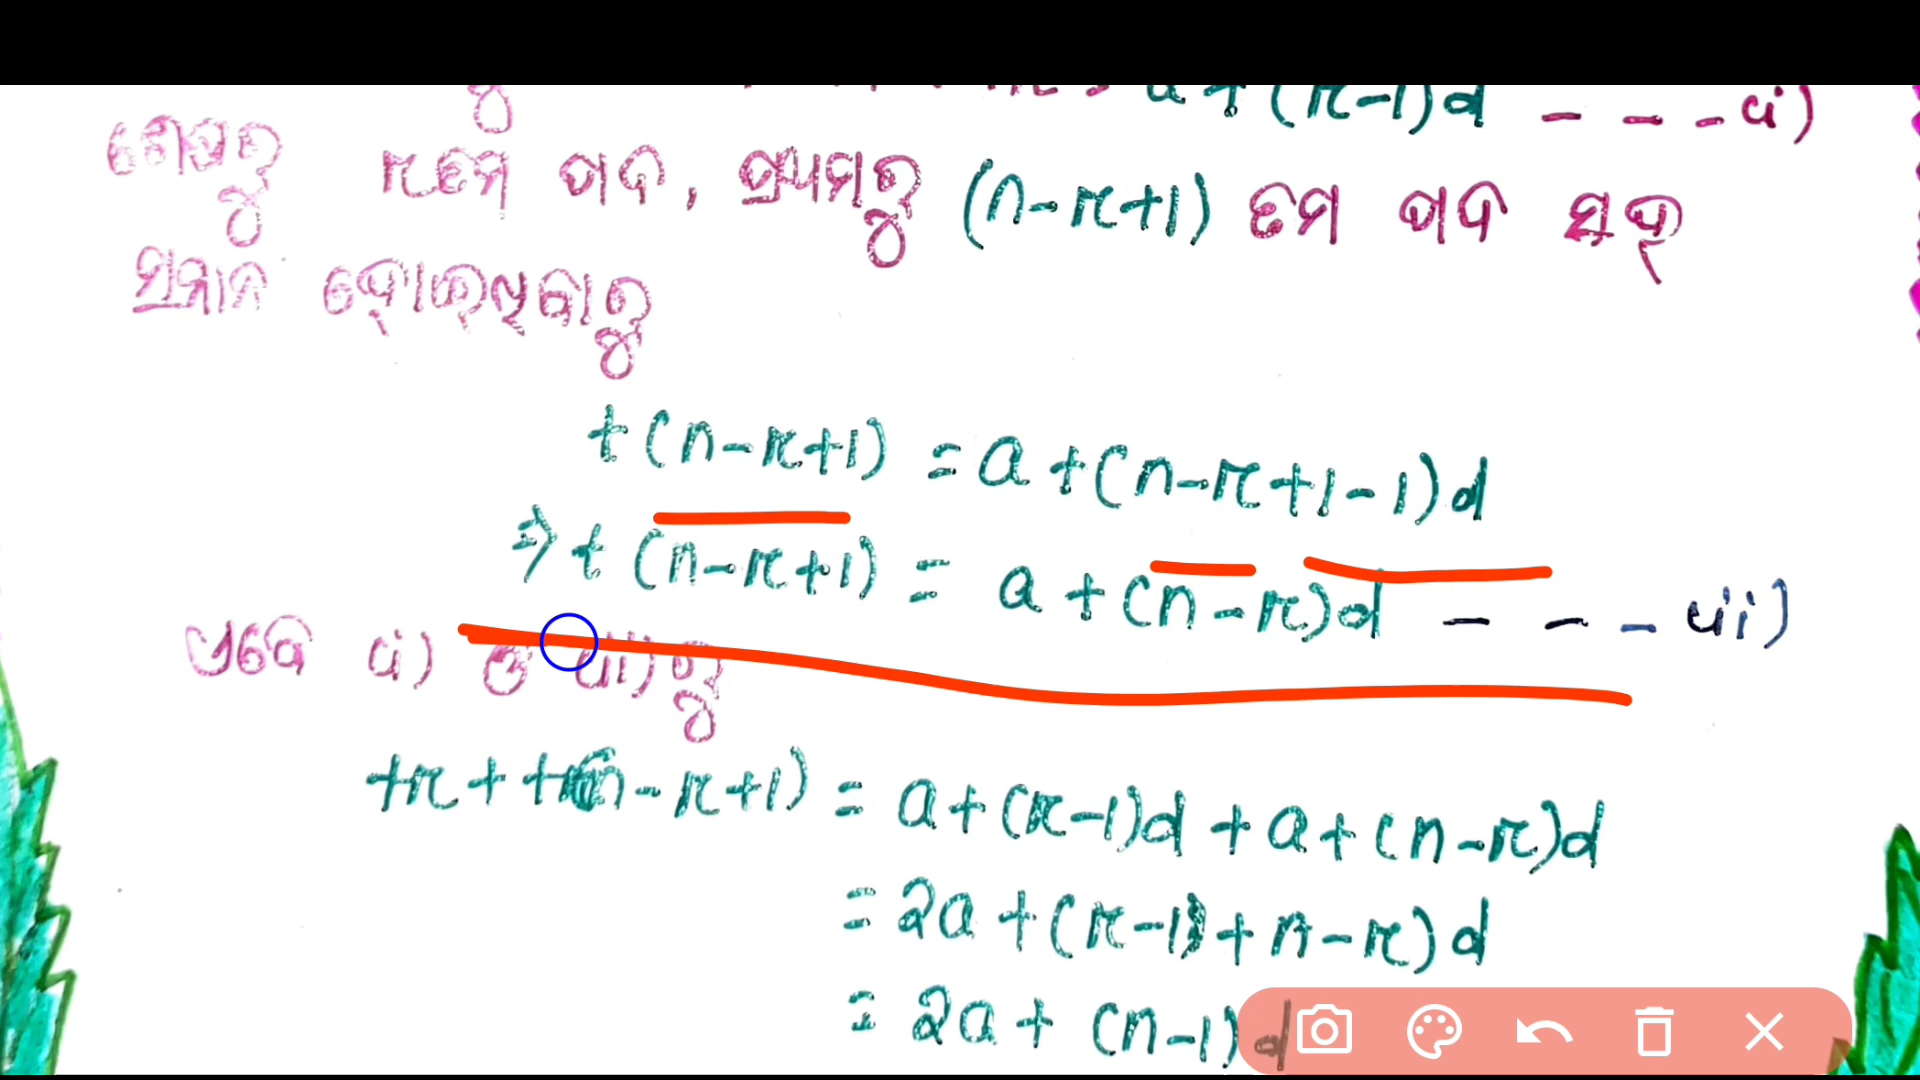 = a + (r-1)d - - - (i)
ଶେଷରୁ r ତମ ପଦ, ପ୍ରଥମରୁ (n-r+1) ତମ ପଦ ସହ
ସମାନ ହୋଇଥିବାରୁ
t(n-r+1) = a+(n-r+1-1)d
⇒ t(n-r+1) = a+(n-r)d - - - (ii)
ଏବେ (i) ଓ (ii) ରୁ
tr + t(n-r+1) = a+(r-1)d + a+(n-r)d
= 2a+(r-1+n-r)d
= 2a+(n-1)d